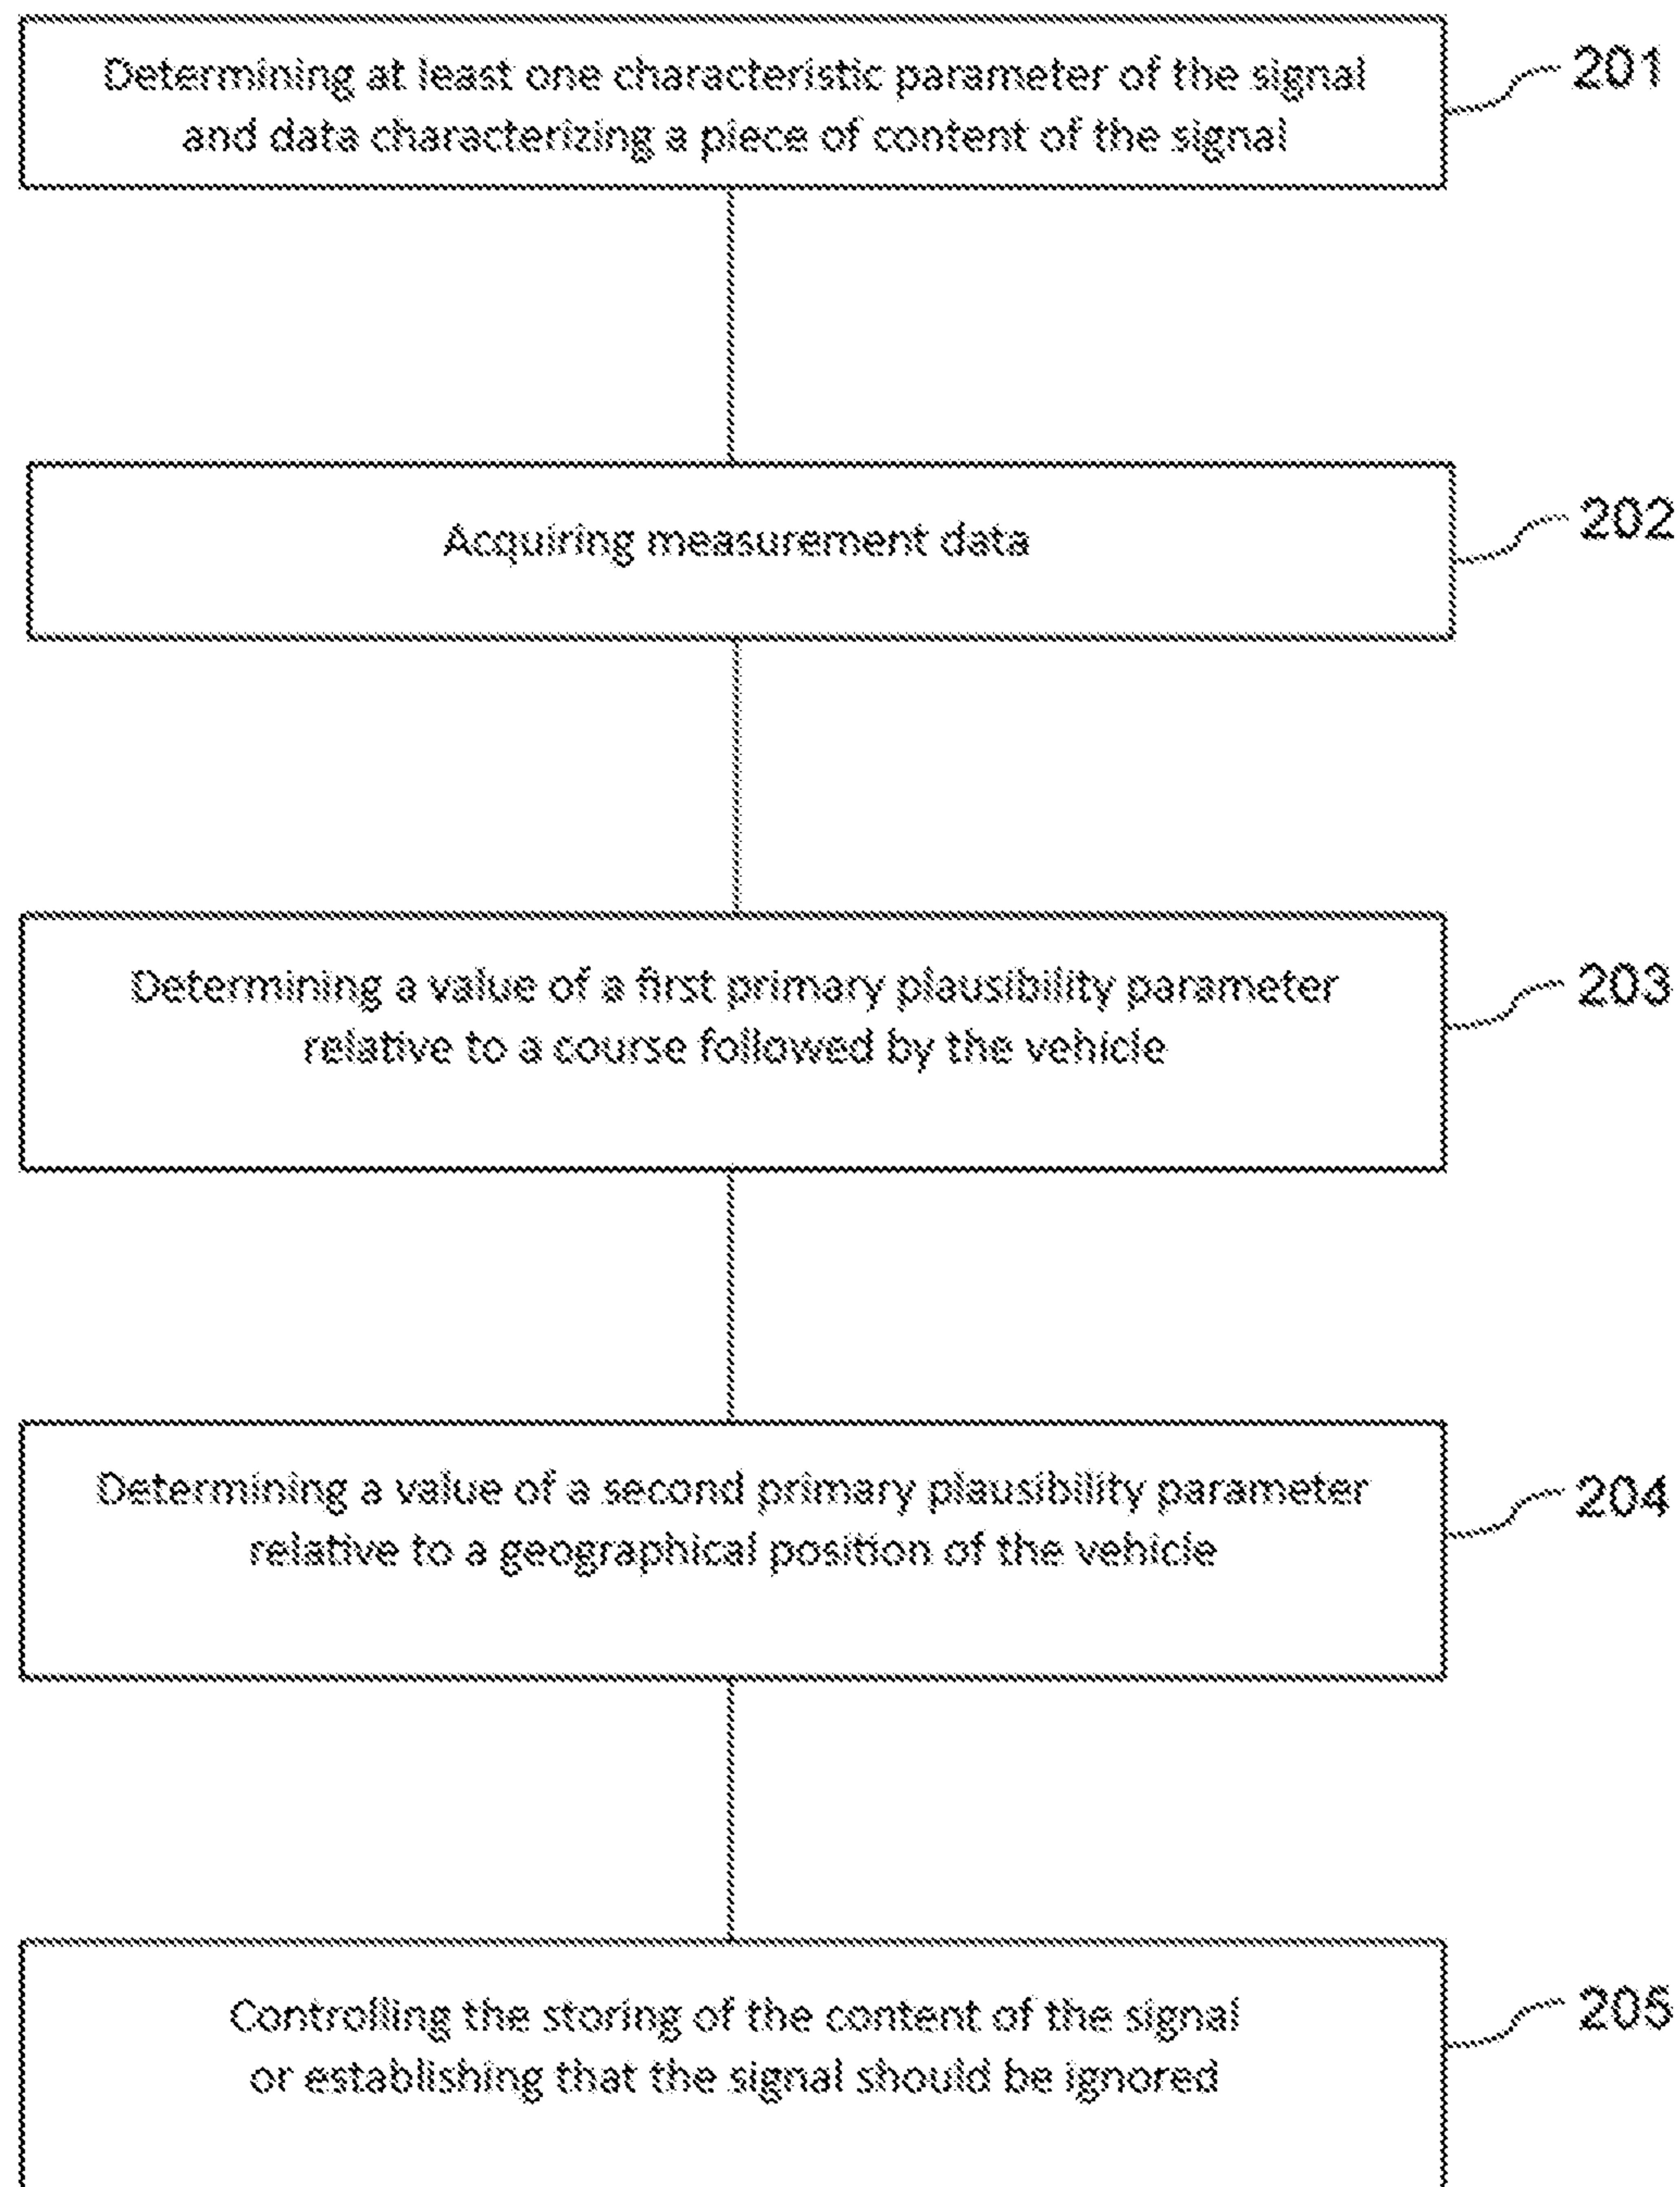 Determining at least one characteristic parameter of the signal
and data characterizing a piece of content of the signal
201
Acquiring measurement data
202
Determining a value of a first primary plausibility parameter
relative to a course followed by the vehicle
203
Determining a value of a second primary plausibility parameter
relative to a geographical position of the vehicle
204
Controlling the storing of the content of the signal
or establishing that the signal should be ignored
205